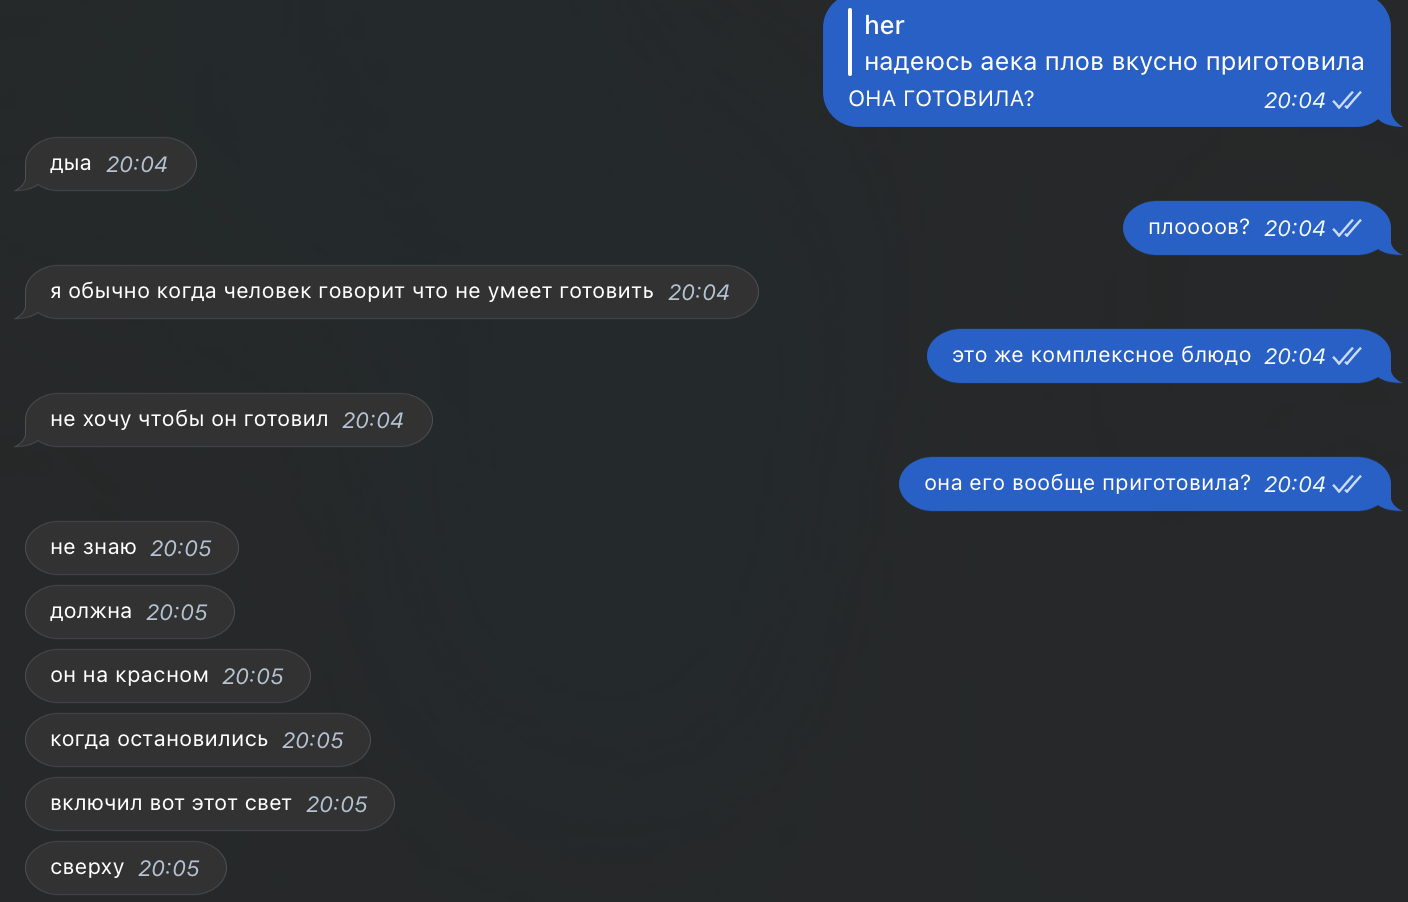 her
надеюсь аека плов вкусно приготовила
ОНА ГОТОВИЛА? 20:04
дыа 20:04
плоооов? 20:04
я обычно когда человек говорит что не умеет готовить 20:04
это же комплексное блюдо 20:04
не хочу чтобы он готовил 20:04
она его вообще приготовила? 20:04
не знаю 20:05
должна 20:05
он на красном 20:05
когда остановились 20:05
включил вот этот свет 20:05
сверху 20:05